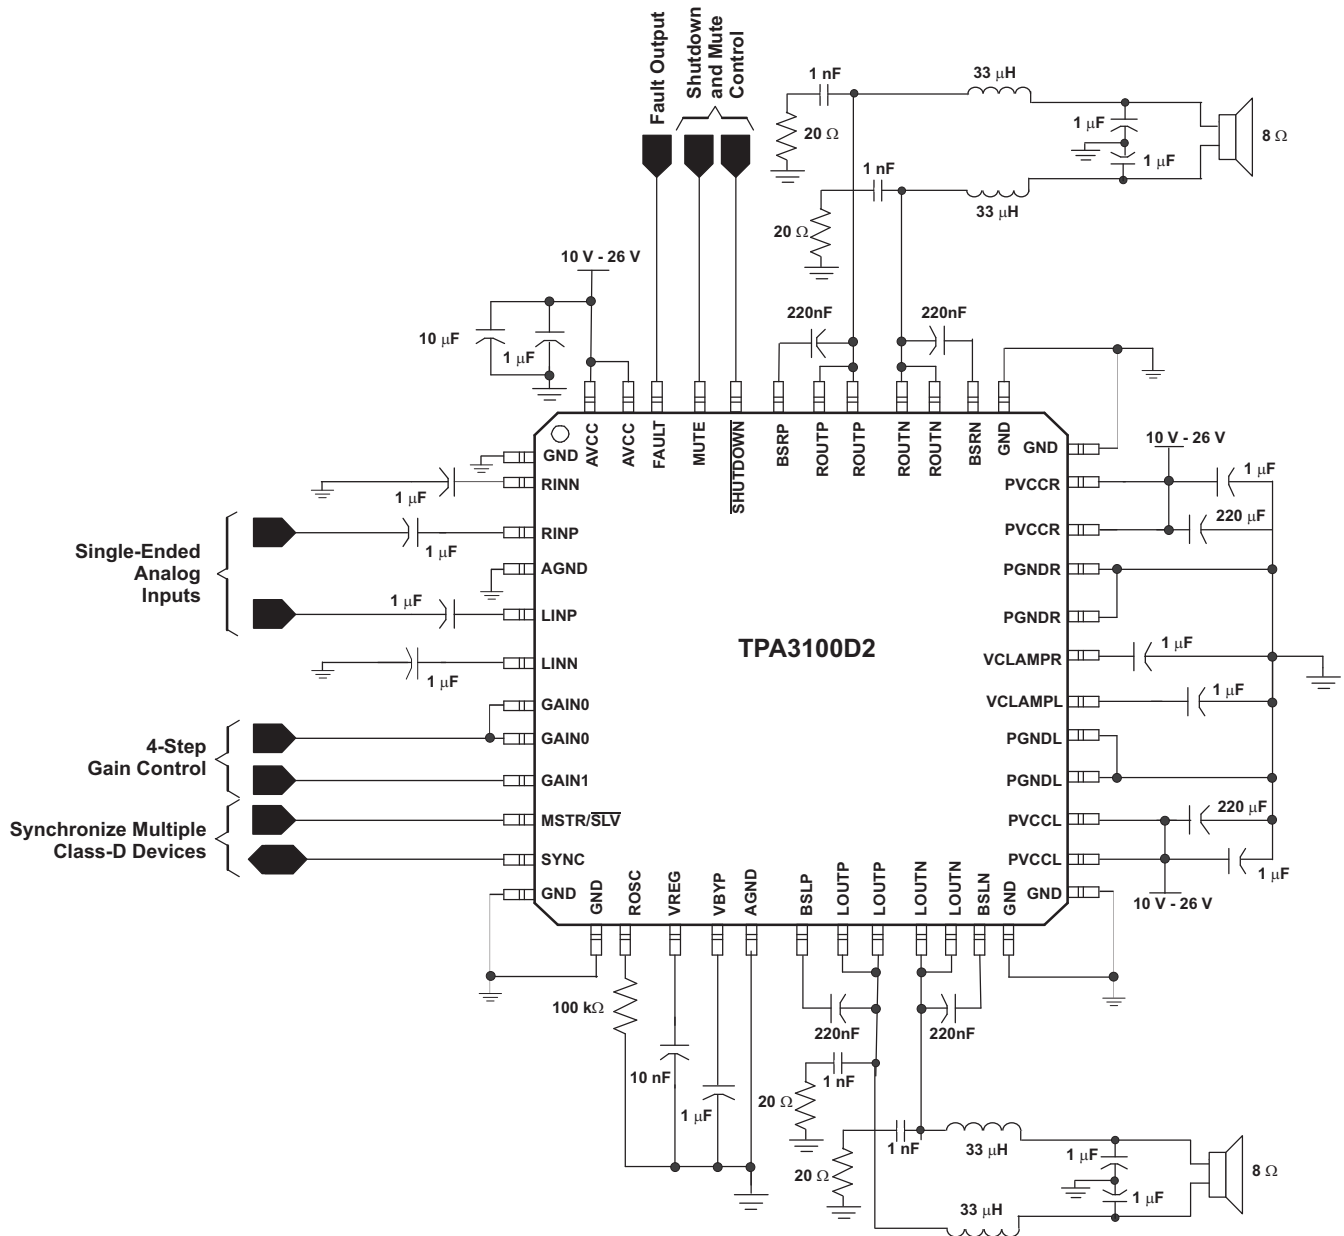 Fault Output
Shutdown
and Mute
Control
1 nF
20 Ω
33 μH
1 μF
1 μF
8 Ω
1 nF
20 Ω
33 μH
10 V - 26 V
10 μF
1 μF
220nF
220nF
AVCC
AVCC
FAULT
MUTE
SHUTDOWN
BSRP
ROUTP
ROUTP
ROUTN
ROUTN
BSRN
GND
GND
RINN
RINP
AGND
LINP
LINN
GAIN0
GAIN0
GAIN1
MSTR/SLV
SYNC
GND
1 μF
1 μF
1 μF
1 μF
Single-Ended
Analog
Inputs
4-Step
Gain Control
Synchronize Multiple
Class-D Devices
TPA3100D2
GND
PVCCR
PVCCR
PGNDR
PGNDR
VCLAMPR
VCLAMPL
PGNDL
PGNDL
PVCCL
PVCCL
GND
10 V - 26 V
1 μF
220 μF
1 μF
1 μF
220 μF
1 μF
10 V - 26 V
GND
ROSC
VREG
VBYP
AGND
BSLP
LOUTP
LOUTP
LOUTN
LOUTN
BSLN
GND
100 kΩ
10 nF
1 μF
220nF
220nF
1 nF
20 Ω
1 nF
20 Ω
33 μH
1 μF
1 μF
8 Ω
33 μH